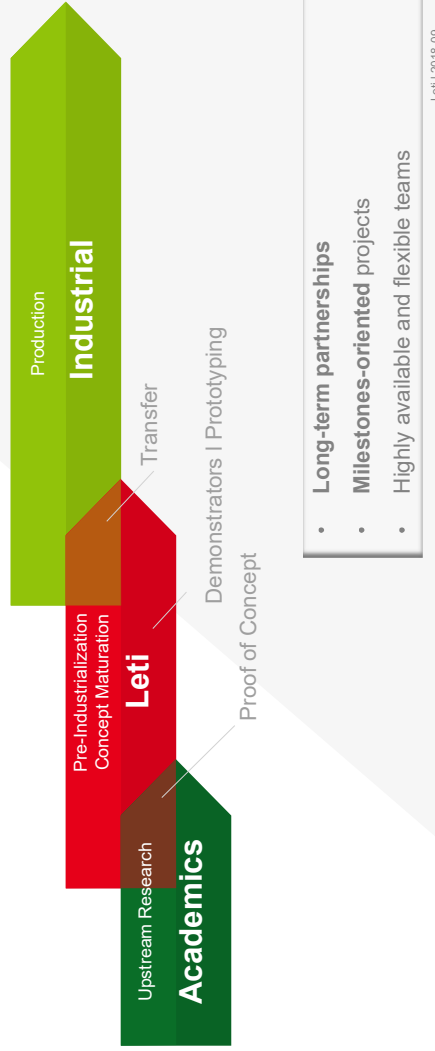 Upstream Research
Academics
Pre-Industrialization
Concept Maturation
Leti
Production
Industrial
Proof of Concept
Demonstrators I Prototyping
Transfer
• Long-term partnerships
• Milestones-oriented projects
• Highly available and flexible teams